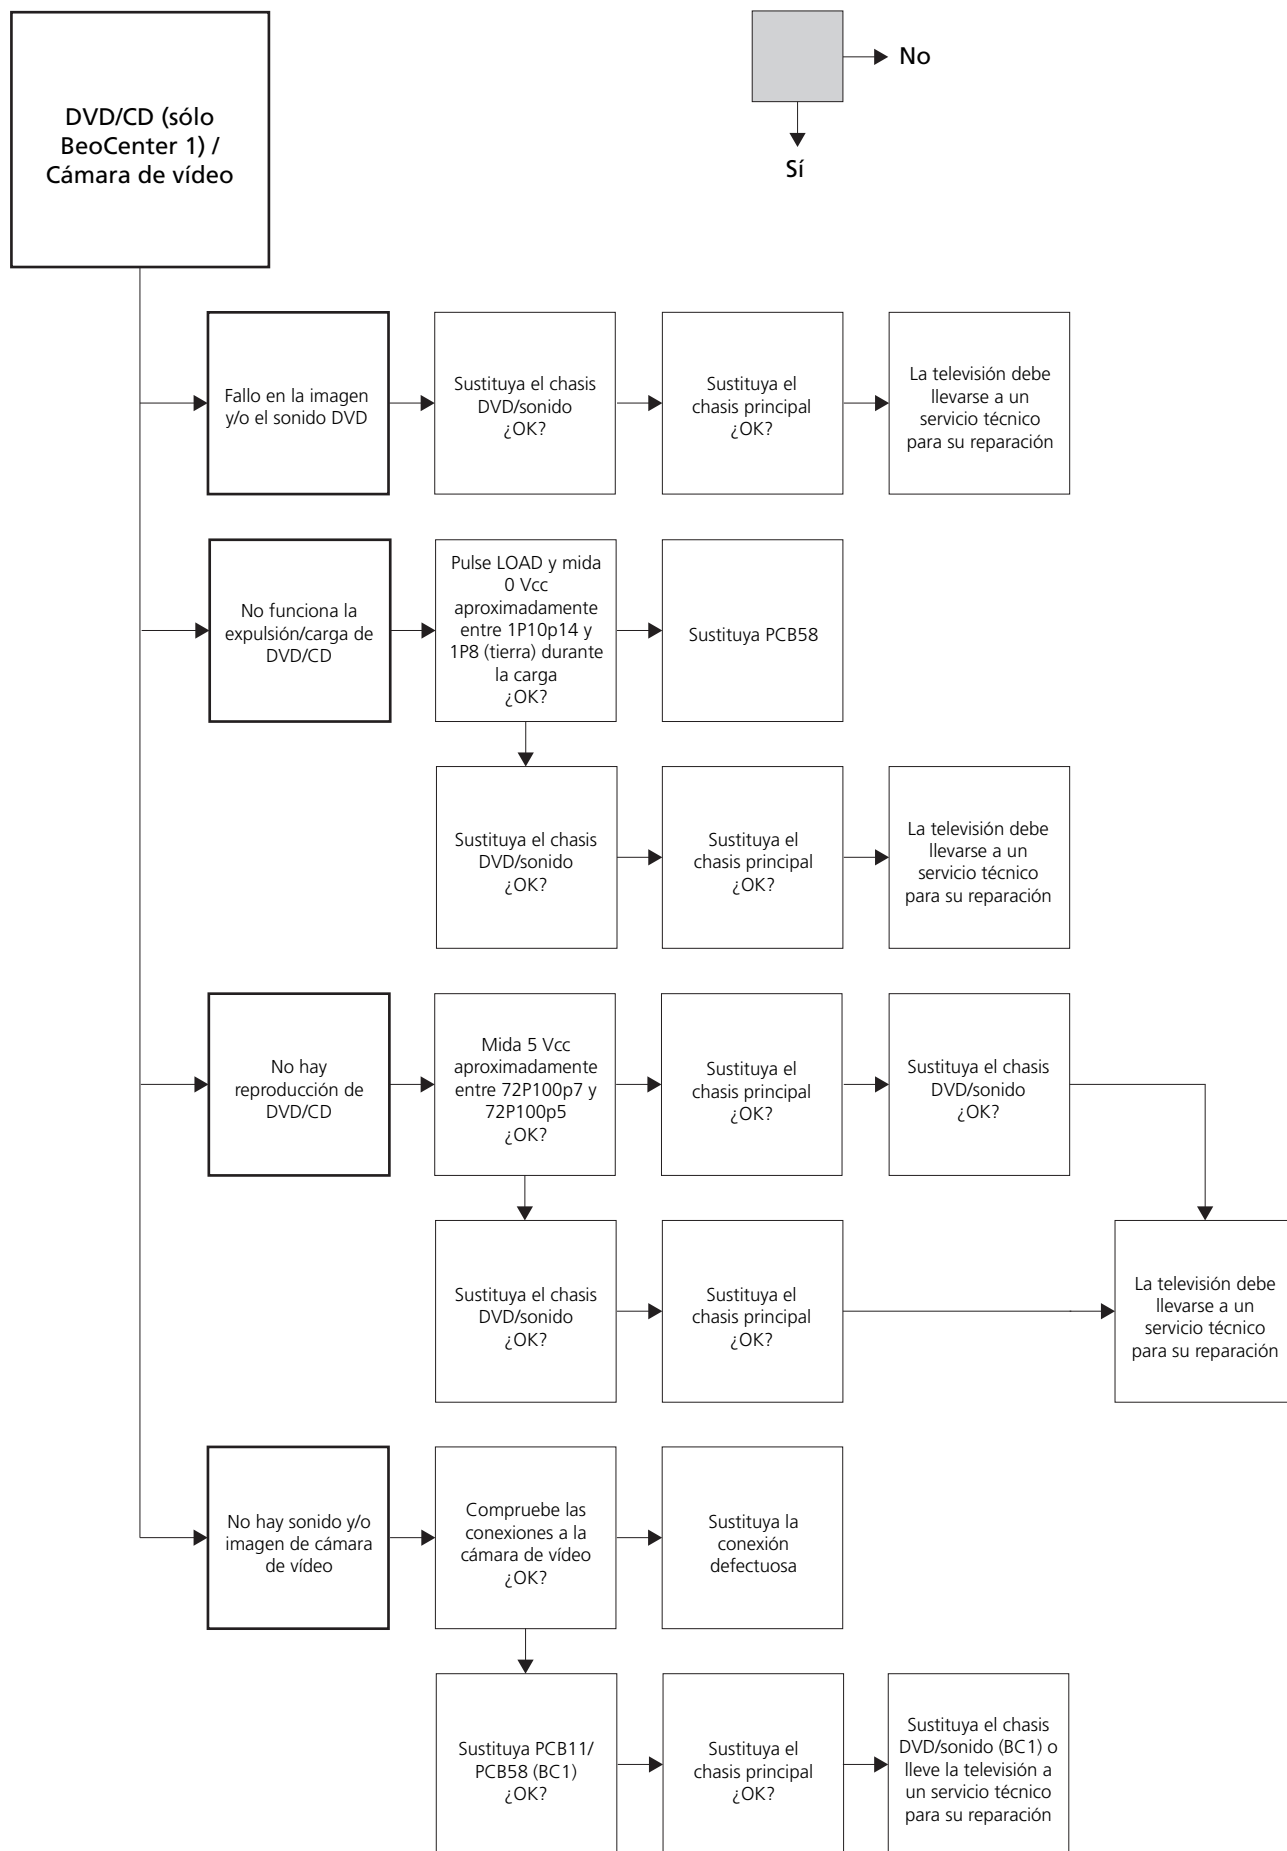 DVD/CD (sólo
BeoCenter 1) /
Cámara de vídeo
No
Sí
Fallo en la imagen
y/o el sonido DVD
Sustituya el chasis
DVD/sonido
¿OK?
Sustituya el
chasis principal
¿OK?
La televisión debe
llevarse a un
servicio técnico
para su reparación
No funciona la
expulsión/carga de
DVD/CD
Pulse LOAD y mida
0 Vcc
aproximadamente
entre 1P10p14 y
1P8 (tierra) durante
la carga
¿OK?
Sustituya PCB58
Sustituya el chasis
DVD/sonido
¿OK?
Sustituya el
chasis principal
¿OK?
La televisión debe
llevarse a un
servicio técnico
para su reparación
No hay
reproducción de
DVD/CD
Mida 5 Vcc
aproximadamente
entre 72P100p7 y
72P100p5
¿OK?
Sustituya el
chasis principal
¿OK?
Sustituya el chasis
DVD/sonido
¿OK?
Sustituya el chasis
DVD/sonido
¿OK?
Sustituya el
chasis principal
¿OK?
La televisión debe
llevarse a un
servicio técnico
para su reparación
No hay sonido y/o
imagen de cámara
de vídeo
Compruebe las
conexiones a la
cámara de vídeo
¿OK?
Sustituya la
conexión
defectuosa
Sustituya PCB11/
PCB58 (BC1)
¿OK?
Sustituya el
chasis principal
¿OK?
Sustituya el chasis
DVD/sonido (BC1) o
lleve la televisión a
un servicio técnico
para su reparación